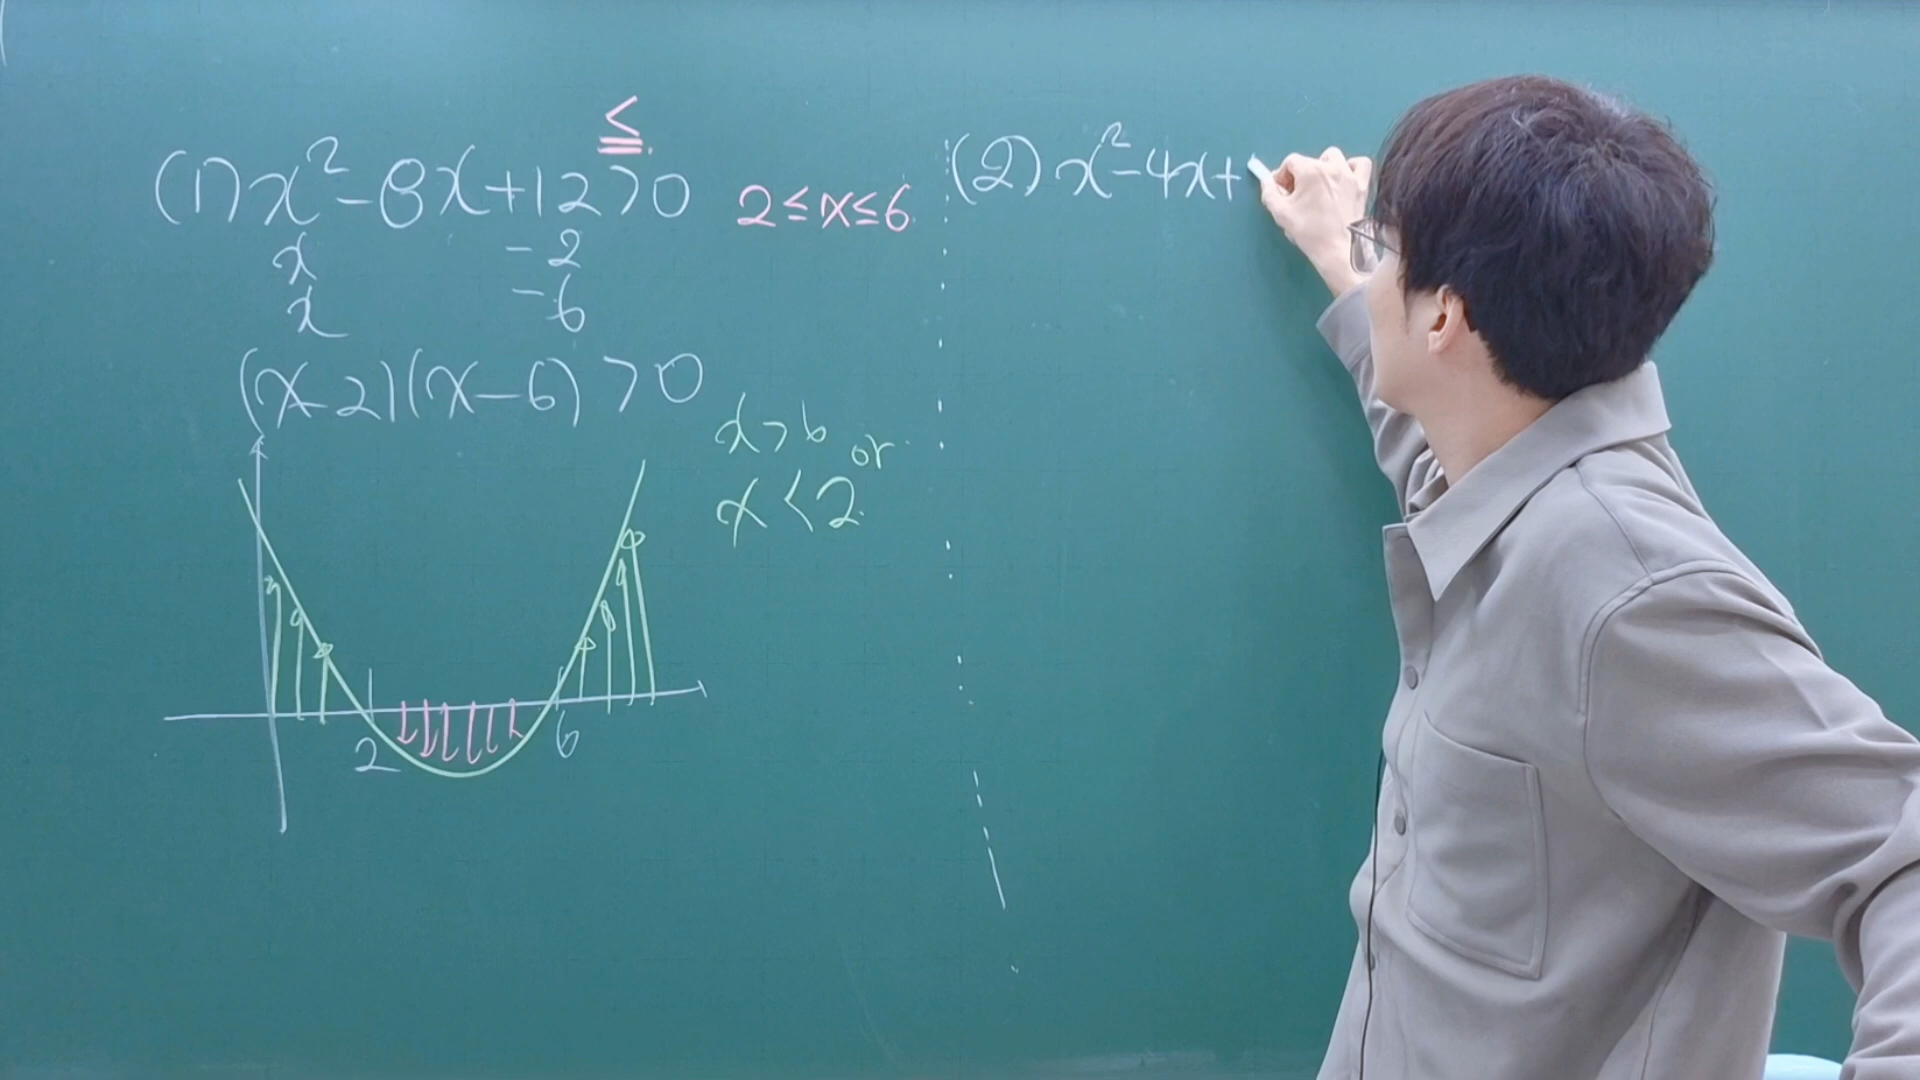 ≤
(1) x² - 8x + 12 > 0
2 ≤ x ≤ 6
x -2
x -6
(x-2)(x-6) > 0
x > 6 or
x < 2
2 6
(2) x² - 4x +